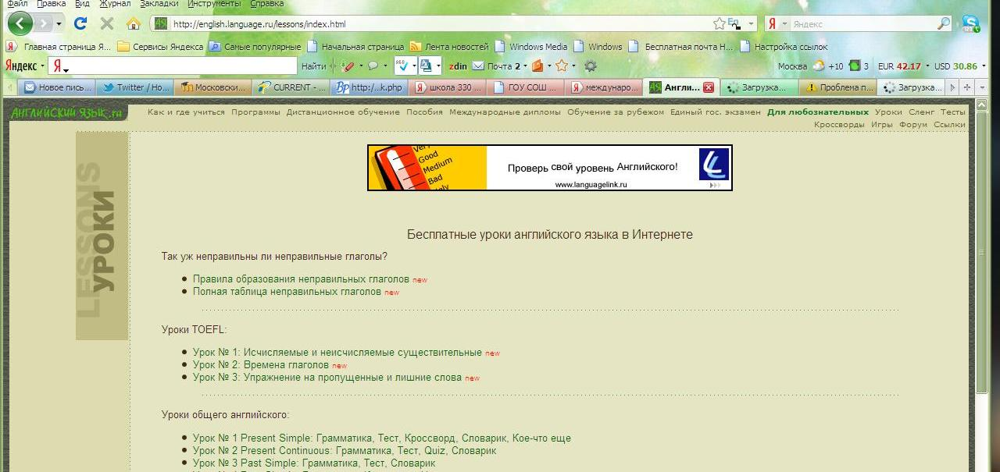 Файл Правка Вид Журнал Закладки Инструменты Справка
http://english.language.ru/lessons/index.html Яндекс
Главная страница Я... Сервисы Яндекса Самые популярные Начальная страница Лента новостей Windows Media Windows Бесплатная почта H... Настройка ссылок
Яндекс Я Найти zdin Почта 2 Москва +10 3 EUR 42.17 USD 30.86
Новое пись... Twitter / Но... Московски... CURRENT - ... http:/...k.php школа 330 ... ГОУ СОШ ... междунаро... Англи... Загрузка... Проблема п... Загрузка...
АНГЛИЙСКИЙ ЯЗЫК.ru
Как и где учиться Программы Дистанционное обучение Пособия Международные дипломы Обучение за рубежом Единый гос. экзамен Для любознательных Уроки Сленг Тесты
Кроссворды Игры Форум Ссылки
LESSONS
УРОКИ
Very
Good
Medium
Bad
Проверь свой уровень Английского!
www.languagelink.ru
Бесплатные уроки английского языка в Интернете
Так уж неправильны ли неправильные глаголы?
Правила образования неправильных глаголов new
Полная таблица неправильных глаголов new
Уроки TOEFL:
Урок № 1: Исчисляемые и неисчисляемые существительные new
Урок № 2: Времена глаголов new
Урок № 3: Упражнение на пропущенные и лишние слова new
Уроки общего английского:
Урок № 1 Present Simple: Грамматика, Тест, Кроссворд, Словарик, Кое-что еще
Урок № 2 Present Continuous: Грамматика, Тест, Quiz, Словарик
Урок № 3 Past Simple: Грамматика, Тест, Словарик